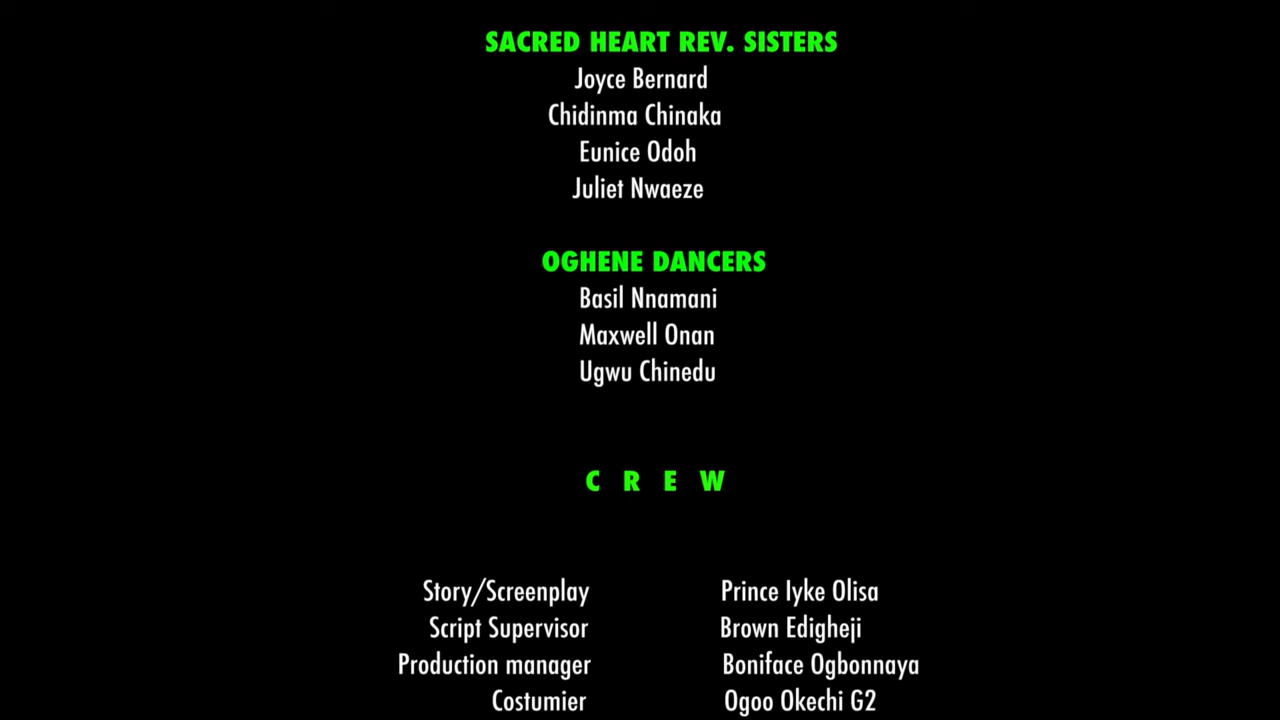 SACRED HEART REV. SISTERS
Joyce Bernard
Chidinma Chinaka
Eunice Odoh
Juliet Nwaeze
OGHENE DANCERS
Basil Nnamani
Maxwell Onan
Ugwu Chinedu
C R E W
Story/Screenplay Prince Iyke Olisa
Script Supervisor Brown Edigheji
Production manager Boniface Ogbonnaya
Costumier Ogoo Okechi G2